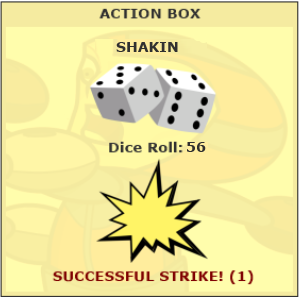 ACTION BOX
SHAKIN
Dice Roll: 56
SUCCESSFUL STRIKE! (1)